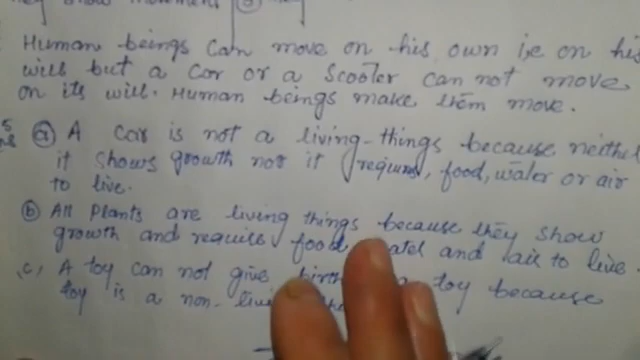 show movement
Human beings can move on his own i.e on his
will but a car or a scooter can not move
on its will. Human beings make them move.
5
(a) A car is not a living-things because neither
it shows growth nor it requires, food, water or air
to live.
(b) All Plants are living things because they show
growth and require food and air to live.
(c) A toy can not give toy because
toy is a non-